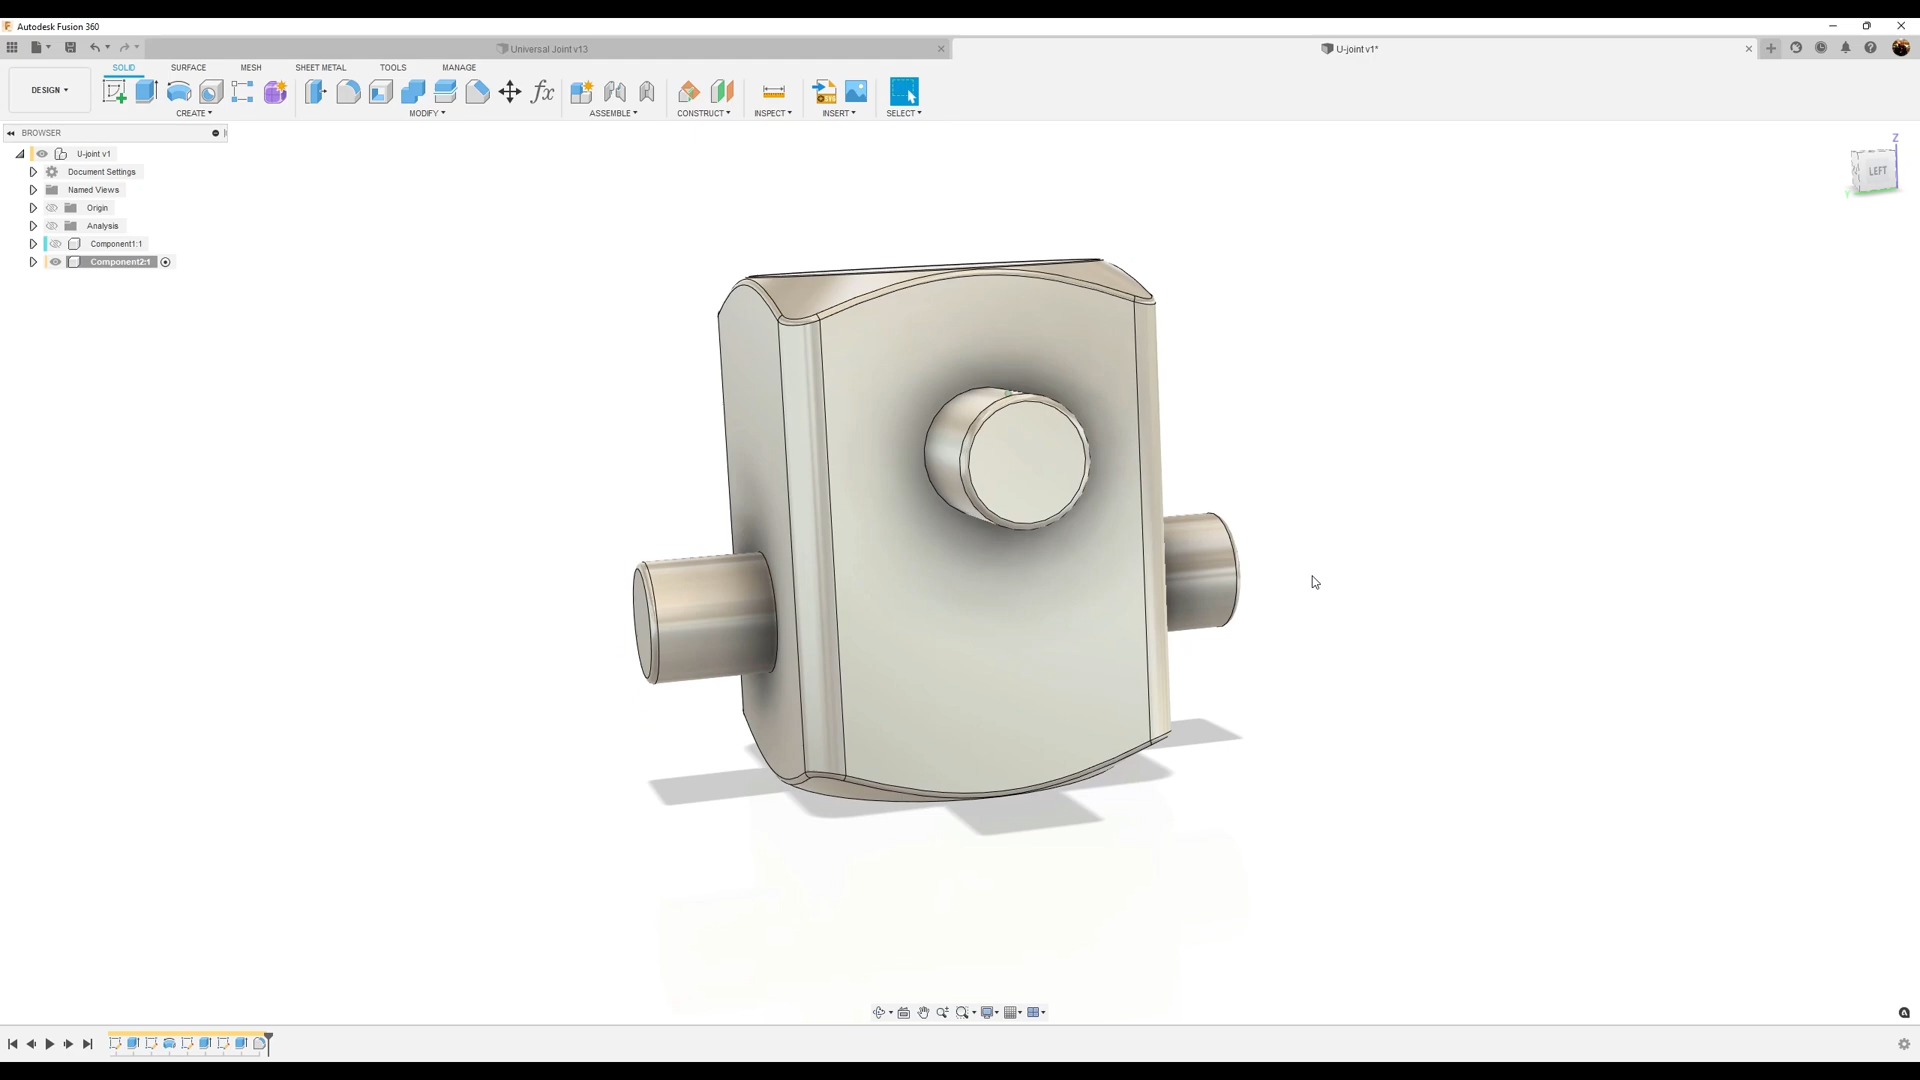 Autodesk Fusion 360
Universal Joint v13
U-joint v1*
SOLID SURFACE MESH SHEET METAL TOOLS MANAGE
DESIGN
CREATE MODIFY ASSEMBLE CONSTRUCT INSPECT INSERT SELECT
BROWSER
U-joint v1
Document Settings
Named Views
Origin
Analysis
Component1:1
Component2:1
Z
LEFT
Y